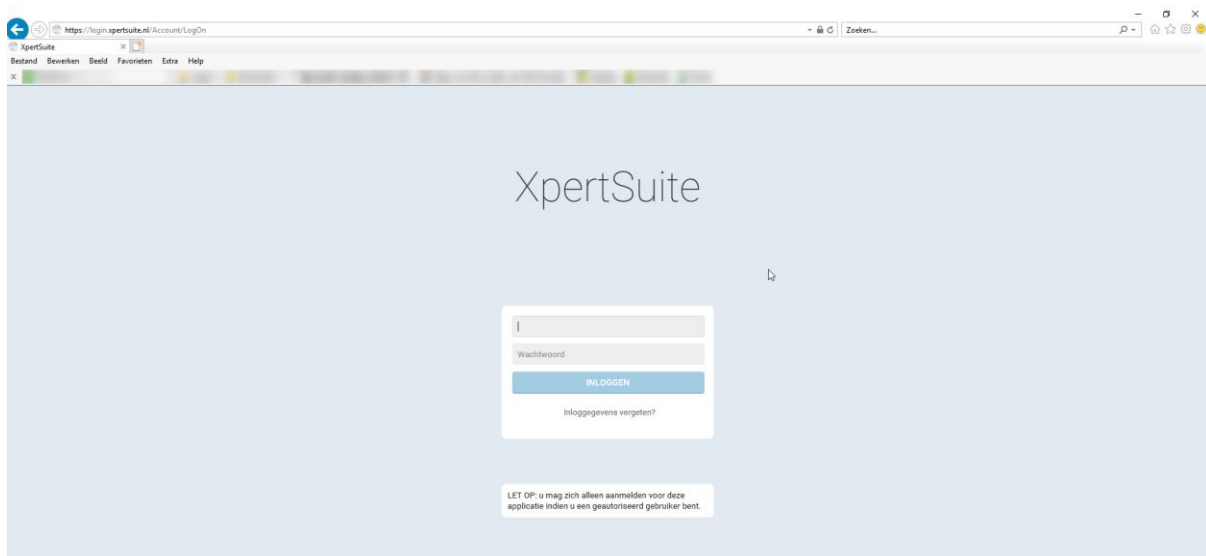 https://login.xpertsuite.nl/Account/LogOn
Zoeken...
XpertSuite
Bestand Bewerken Beeld Favorieten Extra Help
XpertSuite
Wachtwoord
INLOGGEN
Inloggegevens vergeten?
LET OP: u mag zich alleen aanmelden voor deze
applicatie indien u een geautoriseerd gebruiker bent.